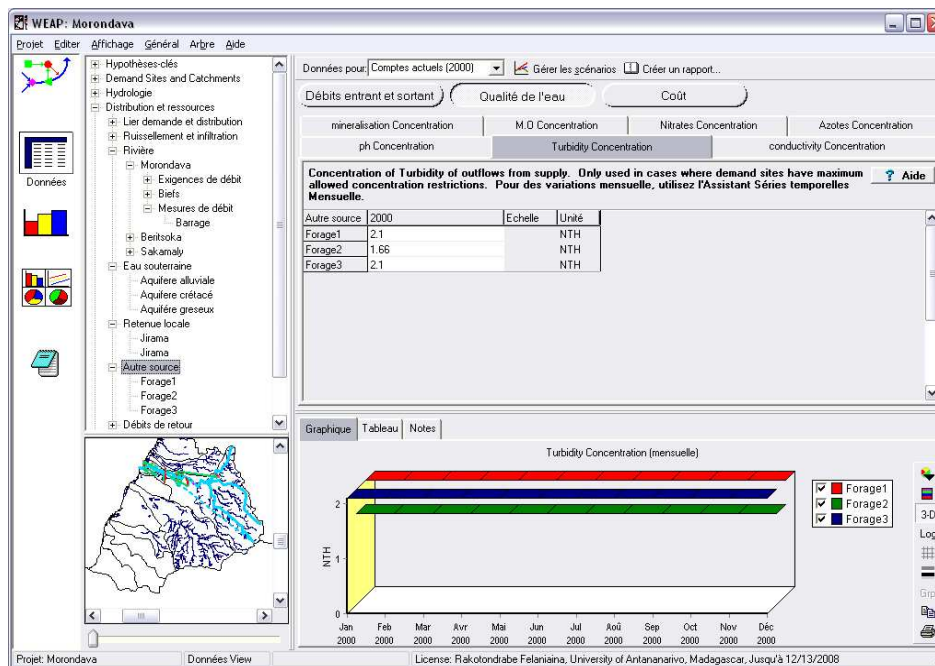 WEAP: Morondava
Projet Editer Affichage Général Arbre Aide
Données
Hypothèses-clés
Demand Sites and Catchments
Hydrologie
Distribution et ressources
Lier demande et distribution
Ruissellement et infiltration
Rivière
Morondava
Exigences de débit
Biefs
Mesures de débit
Barrage
Beritsoka
Sakamaly
Eau souterraine
Aquifere alluviale
Aquifere crétacé
Aquifére greseux
Retenue locale
Jirama
Jirama
Autre source
Forage1
Forage2
Forage3
Débits de retour
Données pour: Comptes actuels (2000) Gérer les scénarios Créer un rapport...
Débits entrant et sortant Qualité de l'eau Coût
mineralisation Concentration M.O Concentration Nitrates Concentration Azotes Concentration
ph Concentration Turbidity Concentration conductivity Concentration
Concentration of Turbidity of outflows from supply. Only used in cases where demand sites have maximum
allowed concentration restrictions. Pour des variations mensuelle, utilisez l'Assistant Séries temporelles
Mensuelle.
? Aide
Autre source 2000 Echelle Unité
Forage1 2.1 NTH
Forage2 1.66 NTH
Forage3 2.1 NTH
Graphique Tableau Notes
Turbidity Concentration (mensuelle)
NTH
2
1
0
Jan Feb Mar Avr Mai Jun Jul Aoû Sep Oct Nov Déc
2000 2000 2000 2000 2000 2000 2000 2000 2000 2000 2000 2000
Forage1
Forage2
Forage3
3-D
Log
Grp
Projet: Morondava Données View License: Rakotondrabe Felaniaina, University of Antananarivo, Madagascar, Jusqu'à 12/13/2008